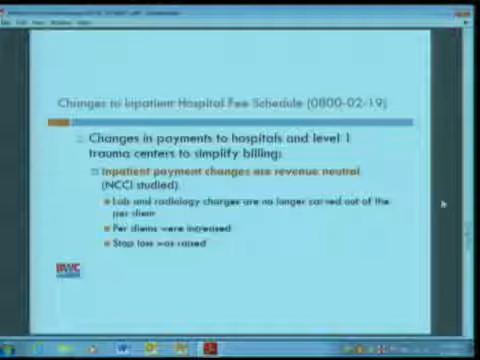 Changes to Inpatient Hospital Fee Schedule (0800-02-19)
Changes in payments to hospitals and level 1
trauma centers to simplify billing:
Inpatient payment changes are revenue neutral
(NCCI studied).
Lab and radiology charges are no longer carved out of the
per diem
Per diems were increased
Stop loss was raised
BWC